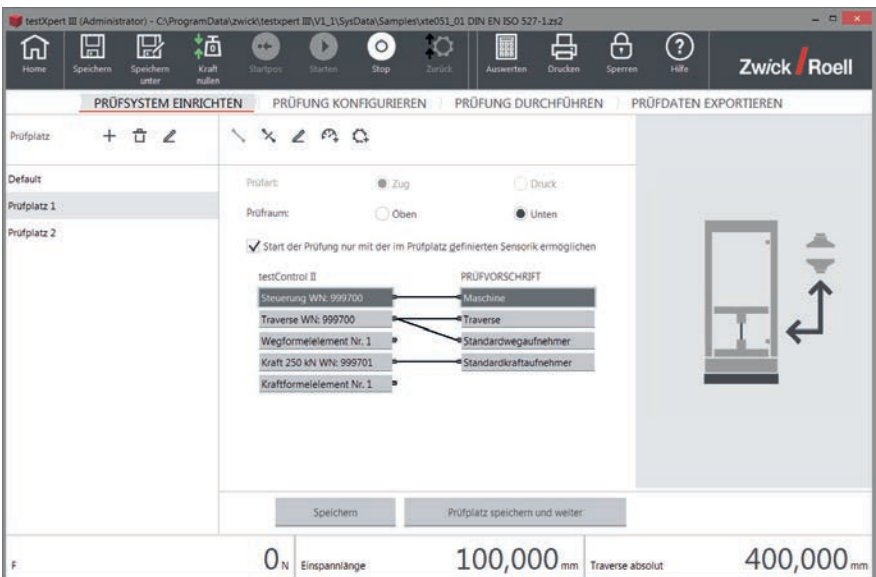 testXpert III (Administrator) - C:\ProgramData\zwick\testxpert III\V1_1\SysData\Samples\xte051_01 DIN EN ISO 527-1.zs2
Home Speichern Speichern unter Kraft nullen Startpos Starten Stop Zurück Auswerten Drucken Sperren Hilfe
Zwick Roell
PRÜFSYSTEM EINRICHTEN PRÜFUNG KONFIGURIEREN PRÜFUNG DURCHFÜHREN PRÜFDATEN EXPORTIEREN
Prüfplatz
Default
Prüfplatz 1
Prüfplatz 2
Prüfart: Zug Druck
Prüfraum: Oben Unten
Start der Prüfung nur mit der im Prüfplatz definierten Sensorik ermöglichen
testControl II PRÜFVORSCHRIFT
Steuerung WN: 999700 Maschine
Traverse WN: 999700 Traverse
Wegformelelement Nr. 1 Standardwegaufnehmer
Kraft 250 kN WN: 999701 Standardkraftaufnehmer
Kraftformelelement Nr. 1
Speichern Prüfplatz speichern und weiter
F 0 N Einspannlänge 100,000 mm Traverse absolut 400,000 mm